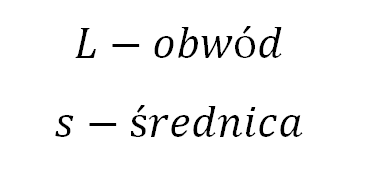 L – obwód
s – średnica